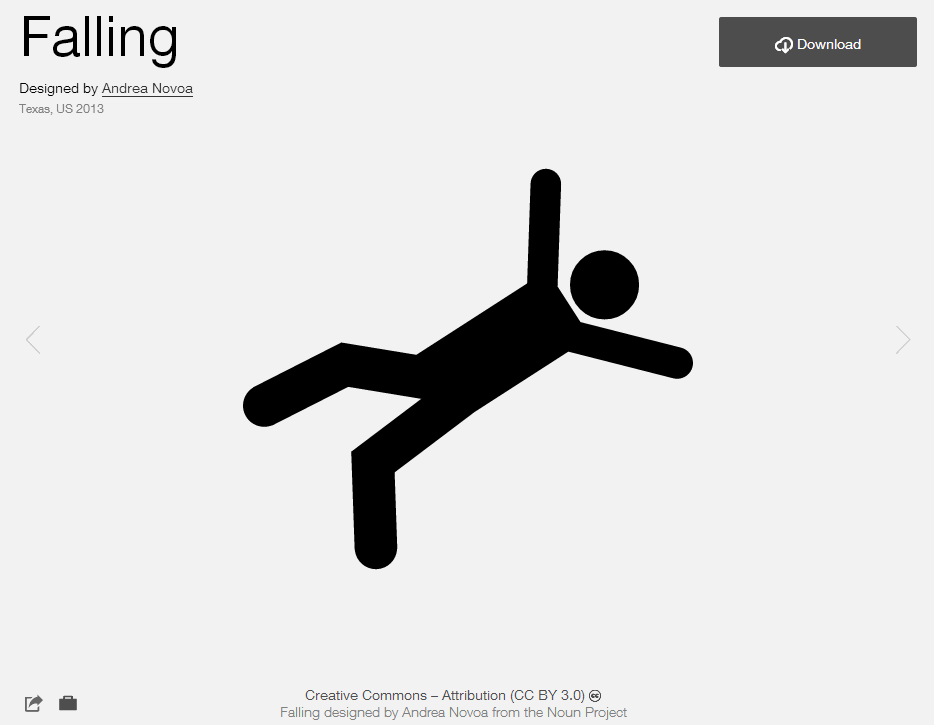 Falling
Download
Designed by Andrea Novoa
Texas, US 2013
Creative Commons – Attribution (CC BY 3.0)
Falling designed by Andrea Novoa from the Noun Project